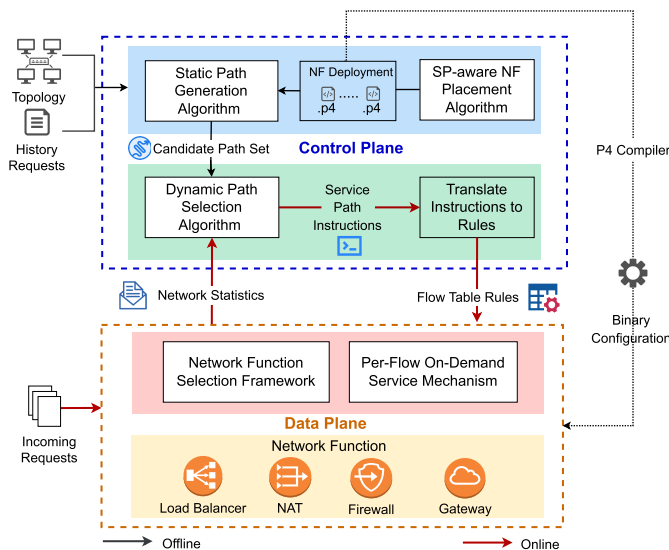 Topology
History
Requests
Static Path
Generation
Algorithm
NF Deployment
.....
.p4
.p4
SP-aware NF
Placement
Algorithm
Candidate Path Set
Control Plane
P4 Compiler
Dynamic Path
Selection
Algorithm
Service
Path
Instructions
Translate
Instructions to
Rules
Network Statistics
Flow Table Rules
Binary
Configuration
Network Function
Selection Framework
Per-Flow On-Demand
Service Mechanism
Data Plane
Incoming
Requests
Network Function
Load Balancer
NAT
Firewall
Gateway
Offline
Online